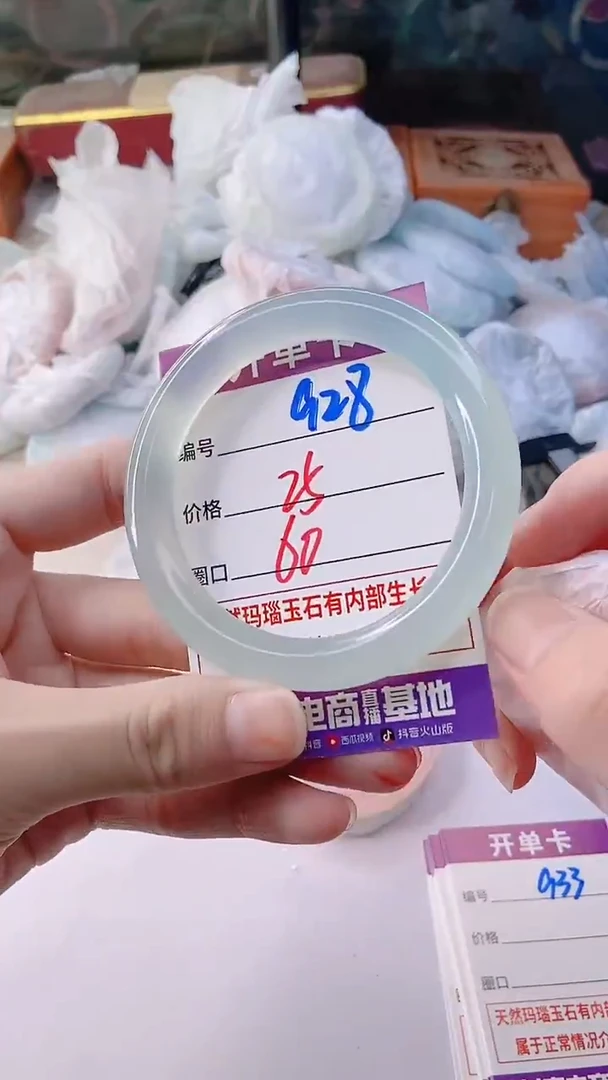 开单卡
编号 928
价格 25
圈口 60
然玛瑙玉石有内部生长
电商直播基地
抖音 西瓜视频 抖音火山版
开单卡
编号 933
价格
圈口
天然玛瑙玉石有内部
属于正常情况介